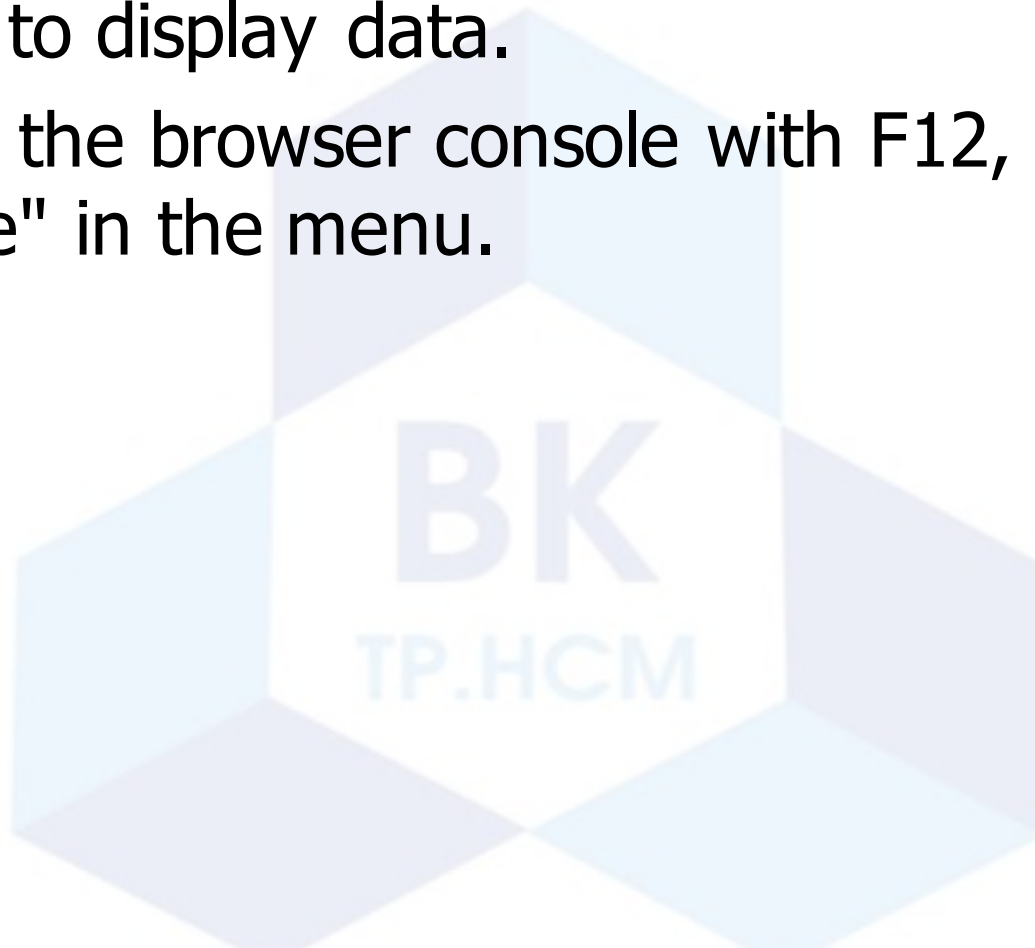 to display data.
the browser console with F12,
e" in the menu.
BK
TP.HCM